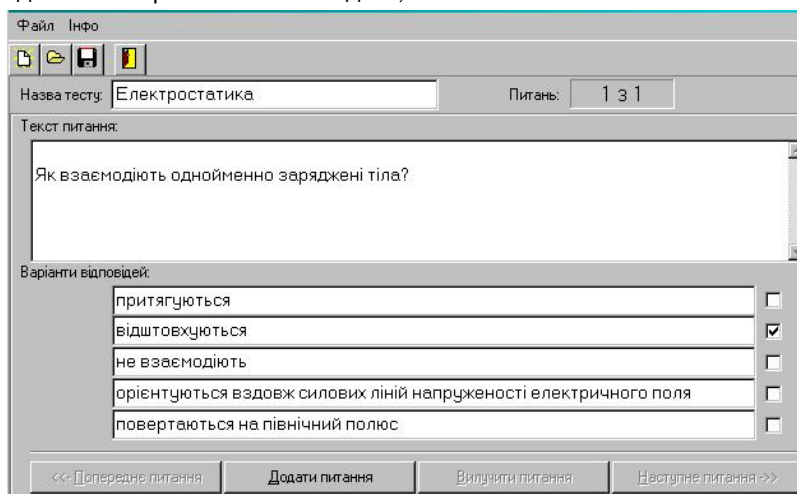 Файл Інфо
Назва тесту: Електростатика Питань: 1 з 1
Текст питання:
Як взаємодіють однойменно заряджені тіла?
Варіанти відповідей:
притягуються
відштовхуються
не взаємодіють
орієнтуються вздовж силових ліній напруженості електричного поля
повертаються на північний полюс
<<- Попереднє питання Додати питання Вилучити питання Наступне питання ->>